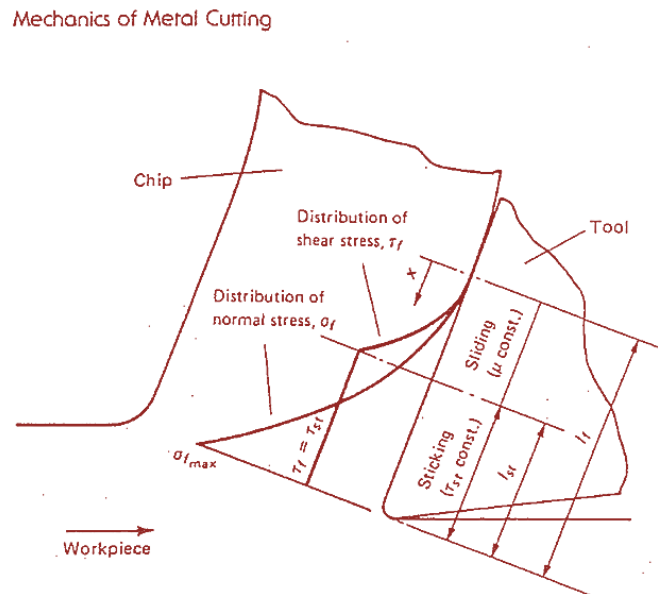 Mechanics of Metal Cutting
Chip
Distribution of
shear stress, τf
Tool
x
Distribution of
normal stress, σf
Sliding
(μ const.)
lf
τf = τst
Sticking
(τst const.)
lst
σfmax
Workpiece